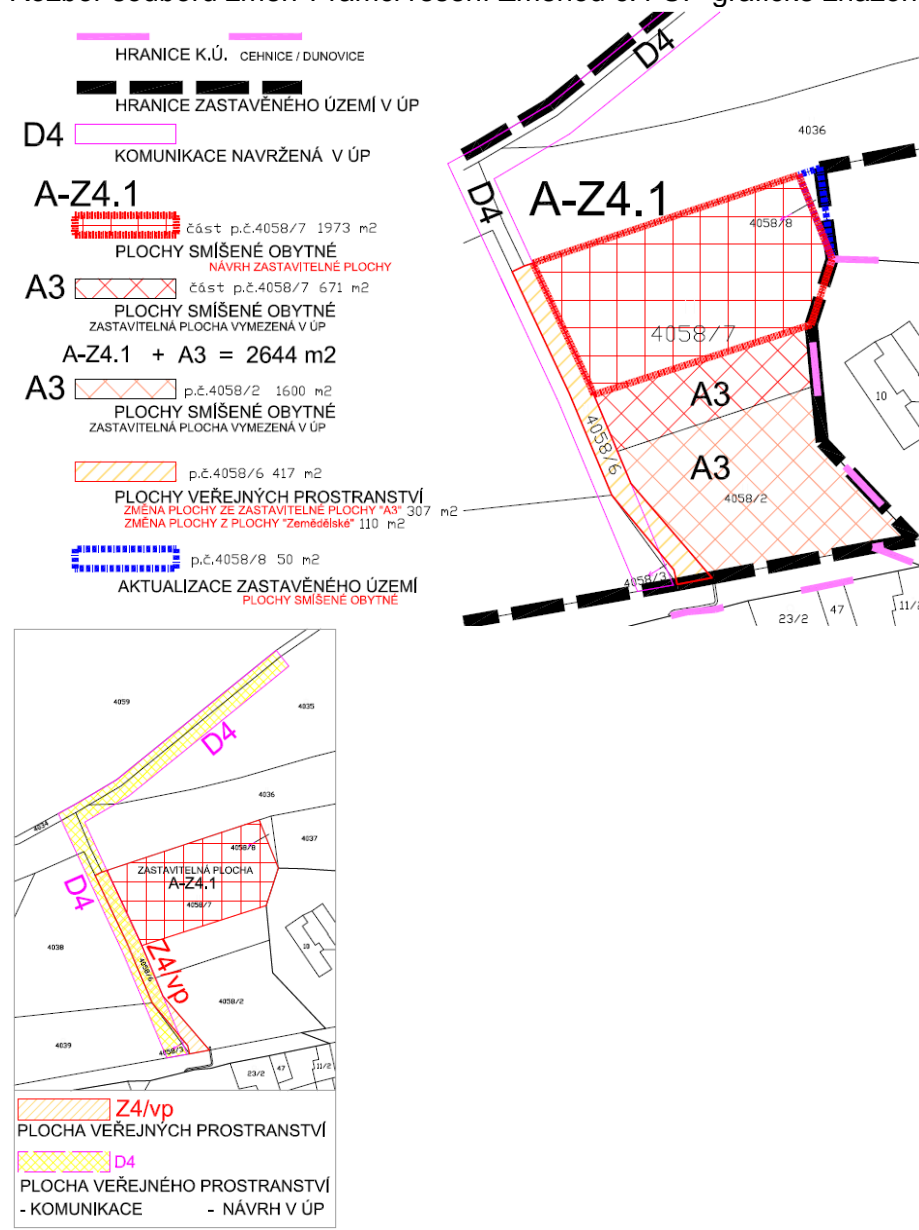 HRANICE K.Ú. CEHNICE / DUNOVICE
HRANICE ZASTAVĚNÉHO ÚZEMÍ V ÚP
D4
KOMUNIKACE NAVRŽENÁ V ÚP
A-Z4.1
část p.č.4058/7 1973 m2
PLOCHY SMÍŠENÉ OBYTNÉ
NÁVRH ZASTAVITELNÉ PLOCHY
A3 část p.č.4058/7 671 m2
PLOCHY SMÍŠENÉ OBYTNÉ
ZASTAVITELNÁ PLOCHA VYMEZENÁ V ÚP
A-Z4.1 + A3 = 2644 m2
A3 p.č.4058/2 1600 m2
PLOCHY SMÍŠENÉ OBYTNÉ
ZASTAVITELNÁ PLOCHA VYMEZENÁ V ÚP
p.č.4058/6 417 m2
PLOCHY VEŘEJNÝCH PROSTRANSTVÍ
ZMĚNA PLOCHY ZE ZASTAVITELNÉ PLOCHY "A3" 307 m2
ZMĚNA PLOCHY Z PLOCHY "Zemědělské" 110 m2
p.č.4058/8 50 m2
AKTUALIZACE ZASTAVĚNÉHO ÚZEMÍ
PLOCHY SMÍŠENÉ OBYTNÉ
D4
4036
D4
A-Z4.1
4058/8
4058/7
A3
10
4058/6
A3
4058/2
4058/3
23/2
47
11/2
4059
4035
D4
4036
4034
4058/8
4037
ZASTAVITELNÁ PLOCHA
A-Z4.1
4058/7
D4
4038
Z4/vp
10
4058/6
4058/2
4039
4058/3
23/2
47
11/2
Z4/vp
PLOCHA VEŘEJNÝCH PROSTRANSTVÍ
D4
PLOCHA VEŘEJNÉHO PROSTRANSTVÍ
- KOMUNIKACE - NÁVRH V ÚP